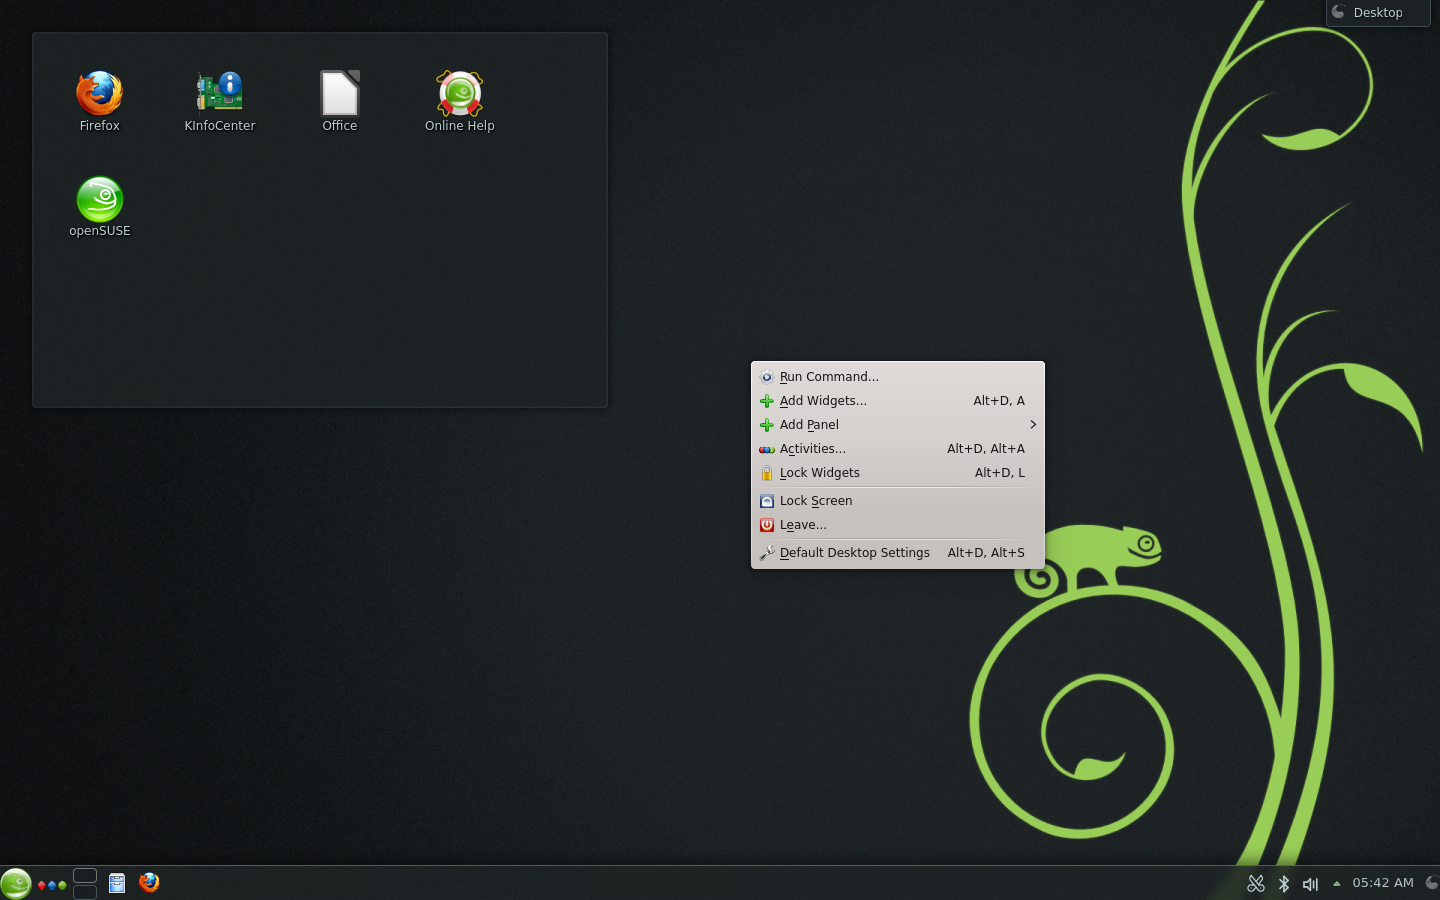 Desktop
Firefox
KInfoCenter
Office
Online Help
openSUSE
Run Command...
Add Widgets... Alt+D, A
Add Panel
Activities... Alt+D, Alt+A
Lock Widgets Alt+D, L
Lock Screen
Leave...
Default Desktop Settings Alt+D, Alt+S
05:42 AM